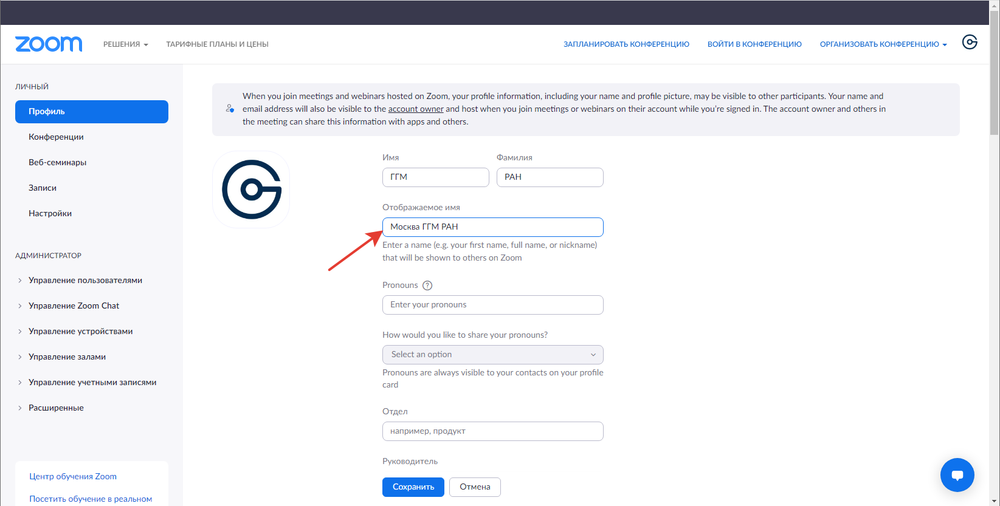 zoom
РЕШЕНИЯ
ТАРИФНЫЕ ПЛАНЫ И ЦЕНЫ
ЗАПЛАНИРОВАТЬ КОНФЕРЕНЦИЮ
ВОЙТИ В КОНФЕРЕНЦИЮ
ОРГАНИЗОВАТЬ КОНФЕРЕНЦИЮ
ЛИЧНЫЙ
Профиль
Конференции
Веб-семинары
Записи
Настройки
АДМИНИСТРАТОР
Управление пользователями
Управление Zoom Chat
Управление устройствами
Управление залами
Управление учетными записями
Расширенные
Центр обучения Zoom
Посетить обучение в реальном
When you join meetings and webinars hosted on Zoom, your profile information, including your name and profile picture, may be visible to other participants. Your name and
email address will also be visible to the account owner and host when you join meetings or webinars on their account while you're signed in. The account owner and others in
the meeting can share this information with apps and others.
Имя
Фамилия
ГГМ
РАН
Отображаемое имя
Москва ГГМ РАН
Enter a name (e.g. your first name, full name, or nickname)
that will be shown to others on Zoom
Pronouns ?
Enter your pronouns
How would you like to share your pronouns?
Select an option
Pronouns are always visible to your contacts on your profile
card
Отдел
например, продукт
Руководитель
Сохранить
Отмена